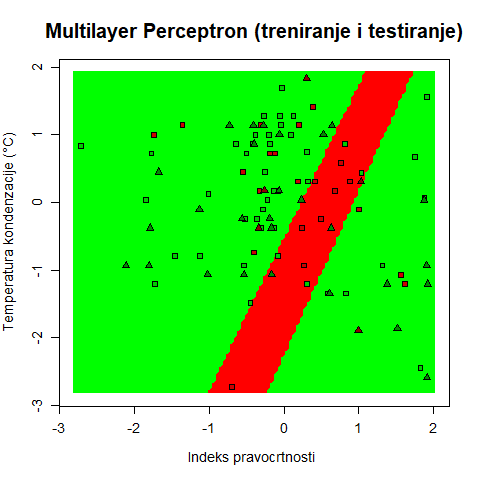 Multilayer Perceptron (treniranje i testiranje)
Temperatura kondenzacije (°C)
2
1
0
-1
-2
-3
-3 -2 -1 0 1 2
Indeks pravocrtnosti